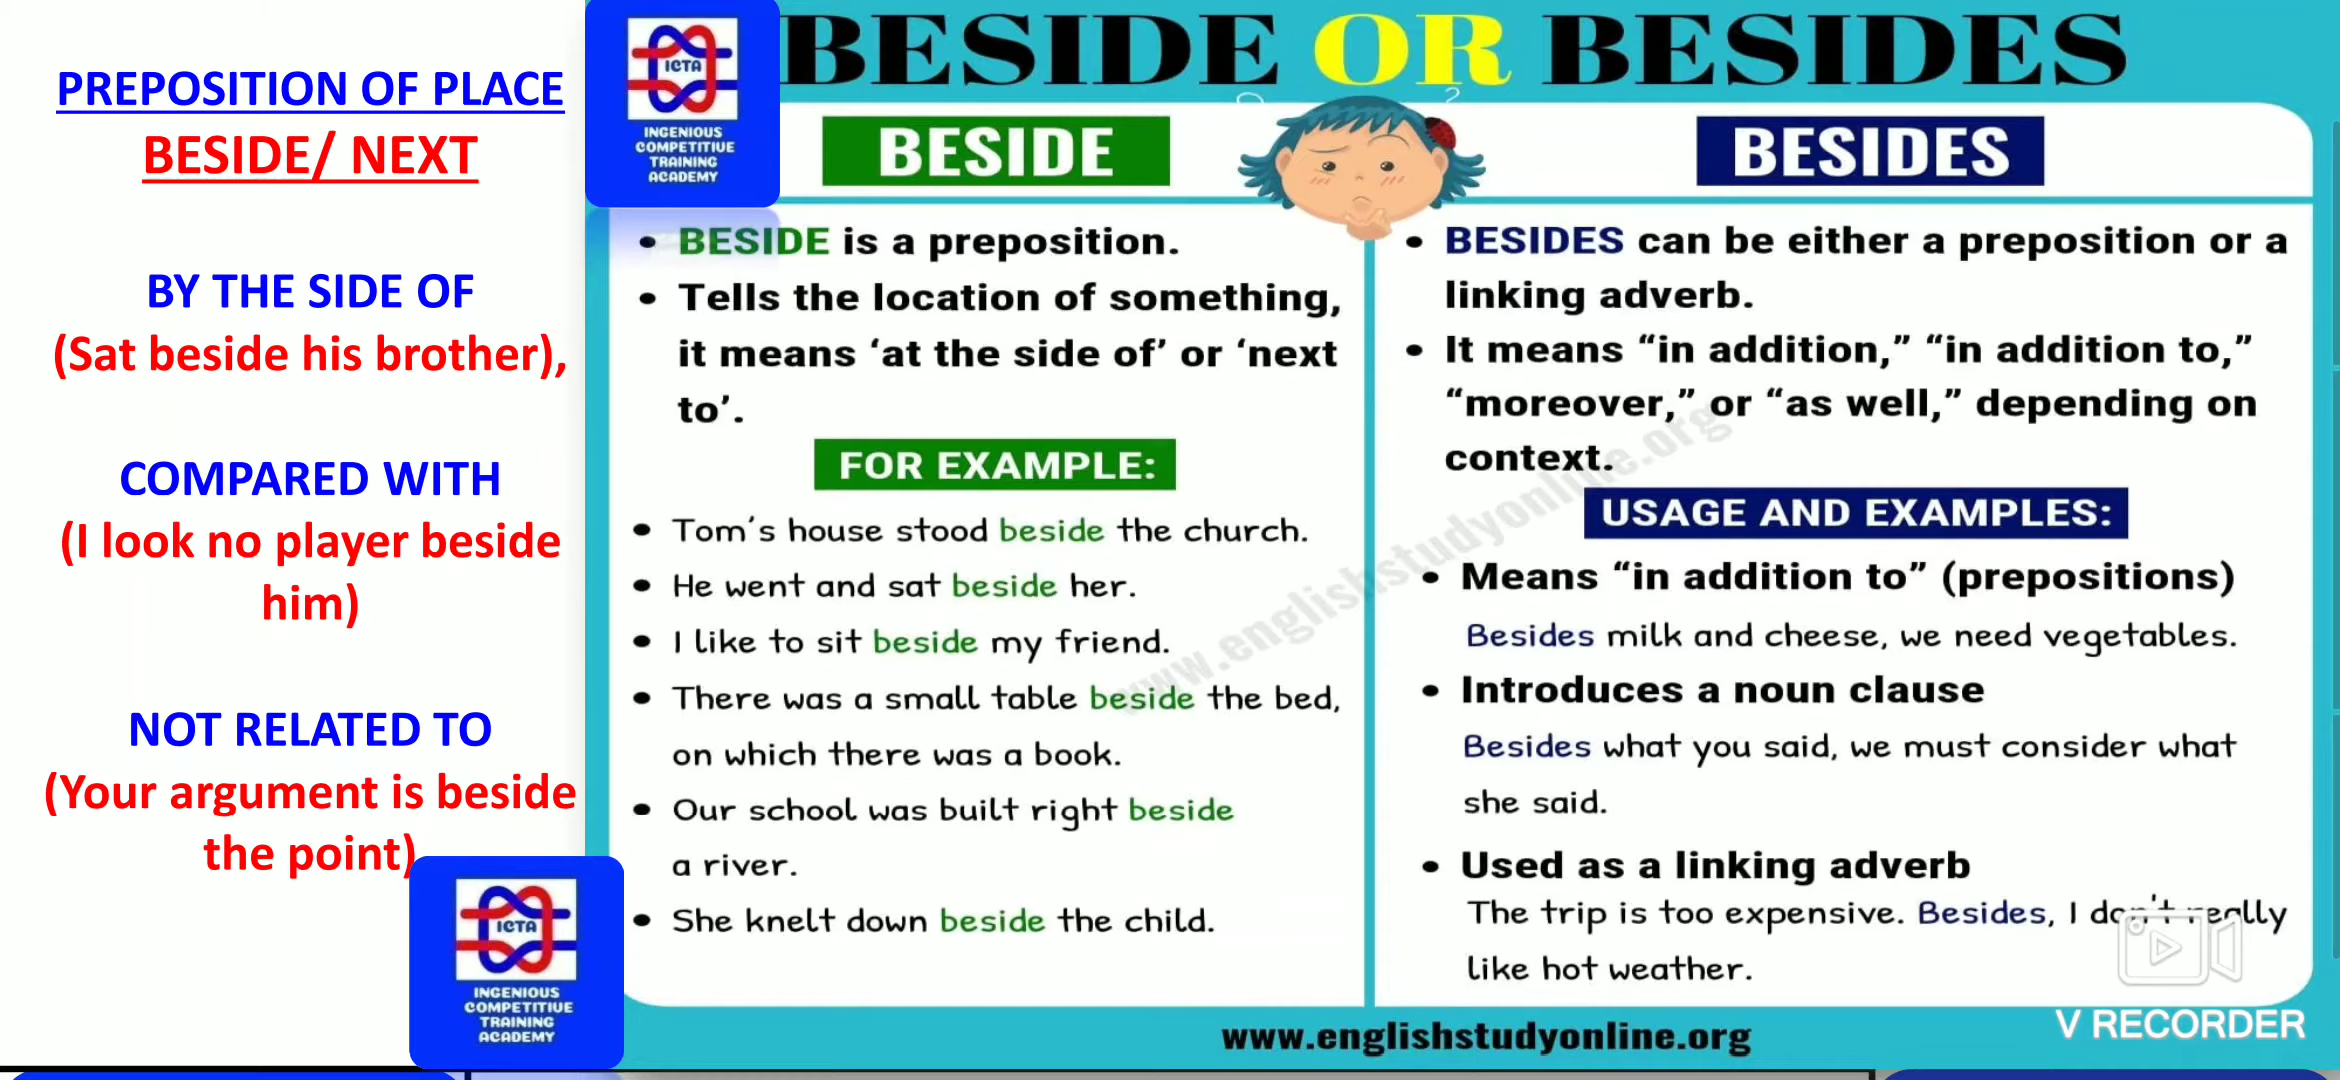 PREPOSITION OF PLACE
BESIDE/ NEXT
BY THE SIDE OF
(Sat beside his brother),
COMPARED WITH
(I look no player beside
him)
NOT RELATED TO
(Your argument is beside
the point)
ICTA
INGENIOUS
COMPETITIVE
TRAINING
ACADEMY
BESIDE OR BESIDES
BESIDE
• BESIDE is a preposition.
• Tells the location of something,
it means ‘at the side of’ or ‘next
to’.
FOR EXAMPLE:
• Tom's house stood beside the church.
• He went and sat beside her.
• I like to sit beside my friend.
• There was a small table beside the bed,
on which there was a book.
• Our school was built right beside
a river.
• She knelt down beside the child.
BESIDES
• BESIDES can be either a preposition or a
linking adverb.
• It means “in addition,” “in addition to,”
“moreover,” or “as well,” depending on
context.
USAGE AND EXAMPLES:
• Means “in addition to” (prepositions)
Besides milk and cheese, we need vegetables.
• Introduces a noun clause
Besides what you said, we must consider what
she said.
• Used as a linking adverb
The trip is too expensive. Besides, I don't really
like hot weather.
www.englishstudyonline.org
www.englishstudyonline.org
ICTA
INGENIOUS
COMPETITIVE
TRAINING
ACADEMY
V RECORDER